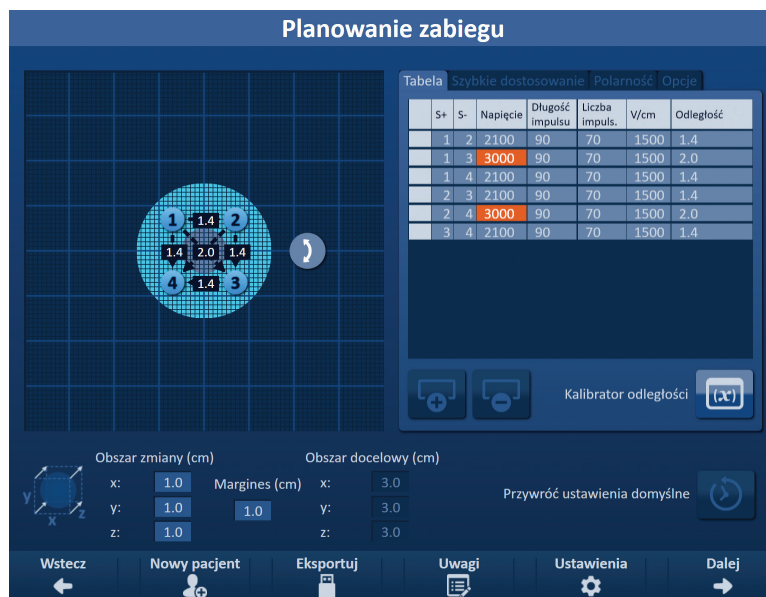 Planowanie zabiegu
Tabela Szybkie dostosowanie Polarność Opcje
S+ S- Napięcie Długość impulsu Liczba impuls. V/cm Odległość
1 2 2100 90 70 1500 1.4
1 3 3000 90 70 1500 2.0
1 4 2100 90 70 1500 1.4
2 3 2100 90 70 1500 1.4
2 4 3000 90 70 1500 2.0
3 4 2100 90 70 1500 1.4
1 1.4 2
1.4 2.0 1.4
4 1.4 3
Kalibrator odległości (x)
Obszar zmiany (cm) Obszar docelowy (cm)
x: 1.0 Margines (cm) x: 3.0
y: 1.0 1.0 y: 3.0
z: 1.0 z: 3.0
y x z
Przywróć ustawienia domyślne
Wstecz Nowy pacjent Eksportuj Uwagi Ustawienia Dalej